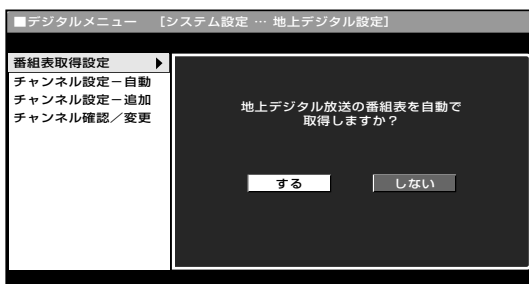 ■デジタルメニュー　[システム設定 … 地上デジタル設定]
番組表取得設定　▶
チャンネル設定－自動
チャンネル設定－追加
チャンネル確認／変更
地上デジタル放送の番組表を自動で
取得しますか？
する　しない